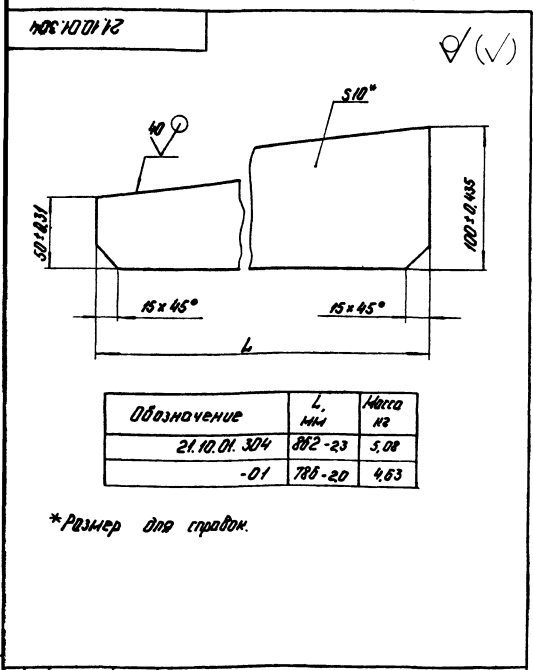 21.10.01.304
(√)
s10*
40
50±0,31
100±0,435
15×45°
15×45°
L
Обозначение
L, мм
Масса кг
21.10.01.304
862-2,3
5,08
-01
786-2,0
4,63
*Размер для справок.